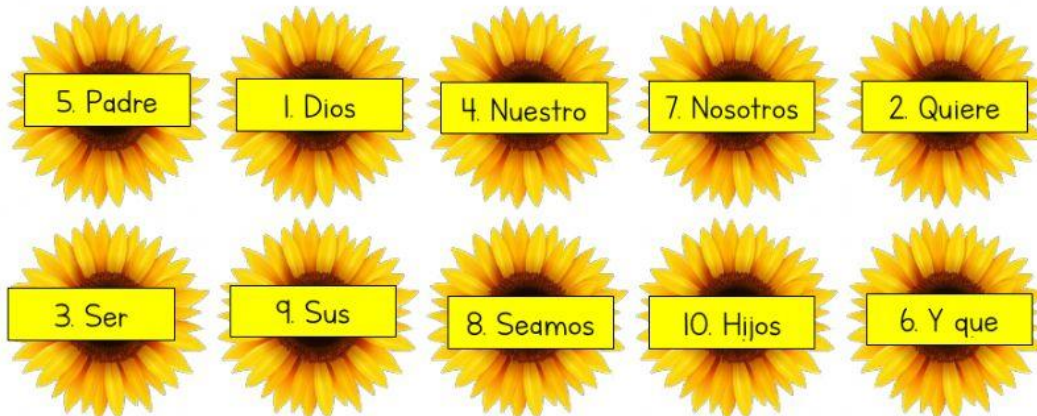 5. Padre
1. Dios
4. Nuestro
7. Nosotros
2. Quiere
3. Ser
9. Sus
8. Seamos
10. Hijos
6. Y que